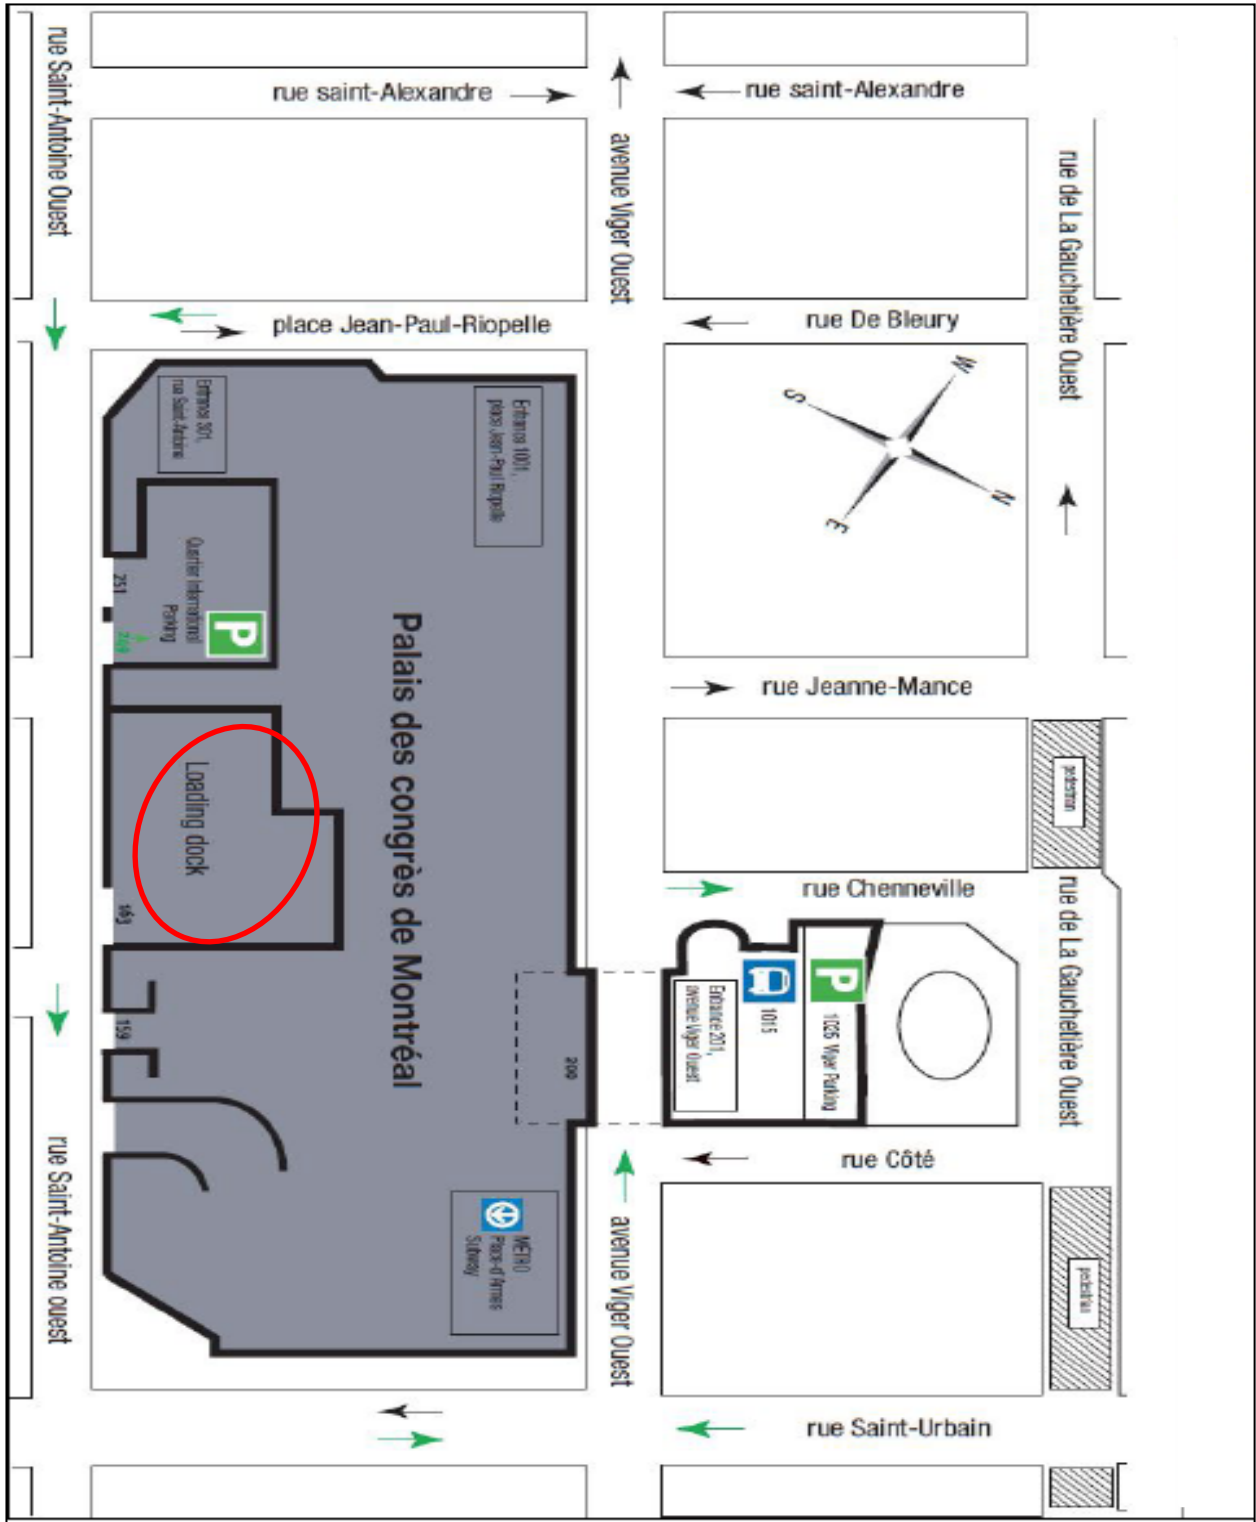 rue saint-Alexandre
rue saint-Alexandre
rue Saint-Antoine Ouest
avenue Viger Ouest
rue de La Gauchetière Ouest
place Jean-Paul-Riopelle
rue De Bleury
Entrance 301,
rue Saint-Antoine
Entrance 1001,
place Jean-Paul Riopelle
W
S
N
E
Quartier International
Parking
P
251
249
Palais des congrès de Montréal
rue Jeanne-Mance
Loading dock
pedestrian
rue Chenneville
163
rue de La Gauchetière Ouest
P
1015
1025 Viger Parking
Entrance 201,
avenue Viger Ouest
159
200
rue Côté
rue Saint-Antoine ouest
MÉTRO
Place-d'Armes
Subway
avenue Viger Ouest
pedestrian
rue Saint-Urbain